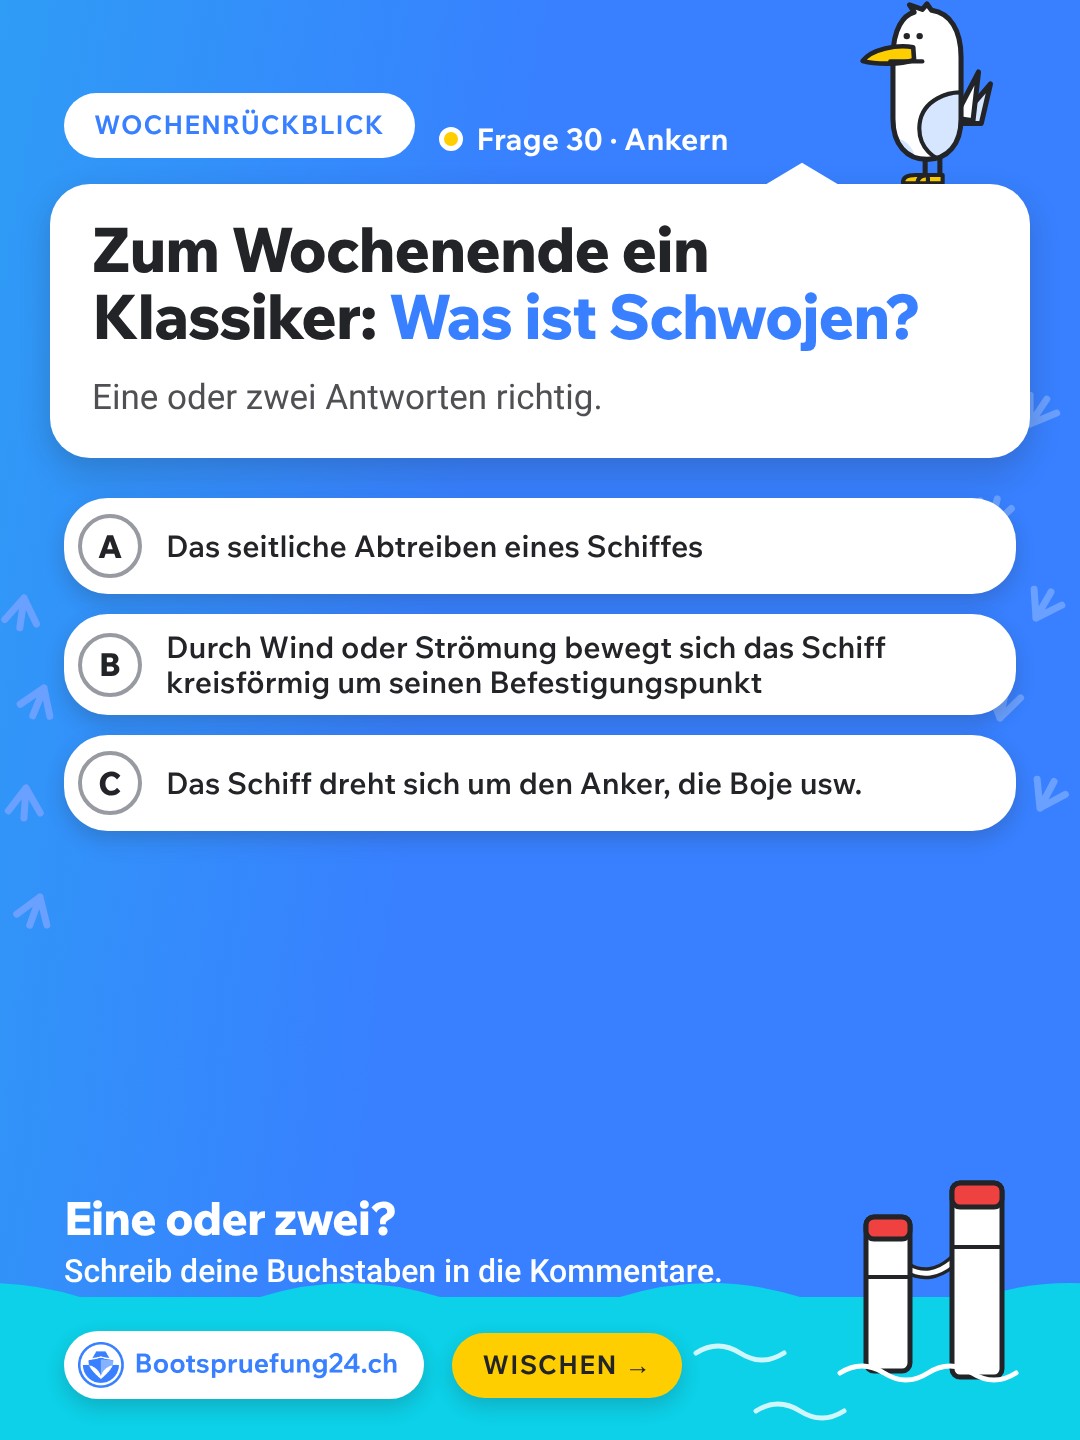 WOCHENRÜCKBLICK
Frage 30 · Ankern
Zum Wochenende ein
Klassiker: Was ist Schwojen?
Eine oder zwei Antworten richtig.
A Das seitliche Abtreiben eines Schiffes
B Durch Wind oder Strömung bewegt sich das Schiff
kreisförmig um seinen Befestigungspunkt
C Das Schiff dreht sich um den Anker, die Boje usw.
Eine oder zwei?
Schreib deine Buchstaben in die Kommentare.
Bootspruefung24.ch
WISCHEN →